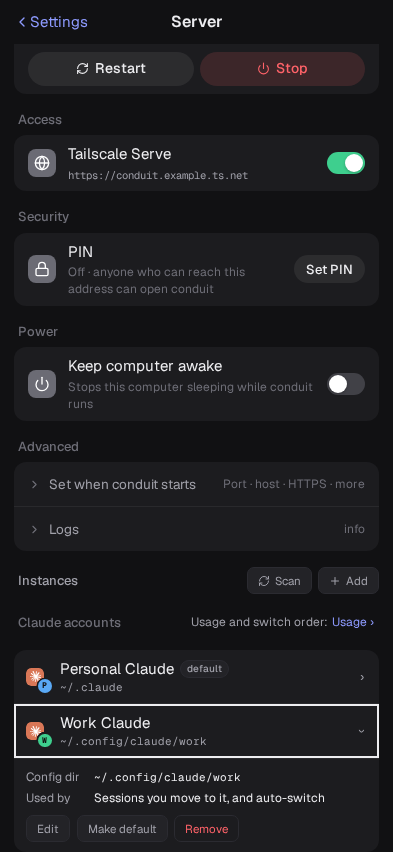 Settings
Server
Restart
Stop
Access
Tailscale Serve
https://conduit.example.ts.net
Security
PIN
Off · anyone who can reach this
address can open conduit
Set PIN
Power
Keep computer awake
Stops this computer sleeping while conduit
runs
Advanced
Set when conduit starts
Port · host · HTTPS · more
Logs
info
Instances
Scan
Add
Claude accounts
Usage and switch order: Usage ›
Personal Claude default
P
~/.claude
Work Claude
W
~/.config/claude/work
Config dir ~/.config/claude/work
Used by Sessions you move to it, and auto-switch
Edit
Make default
Remove